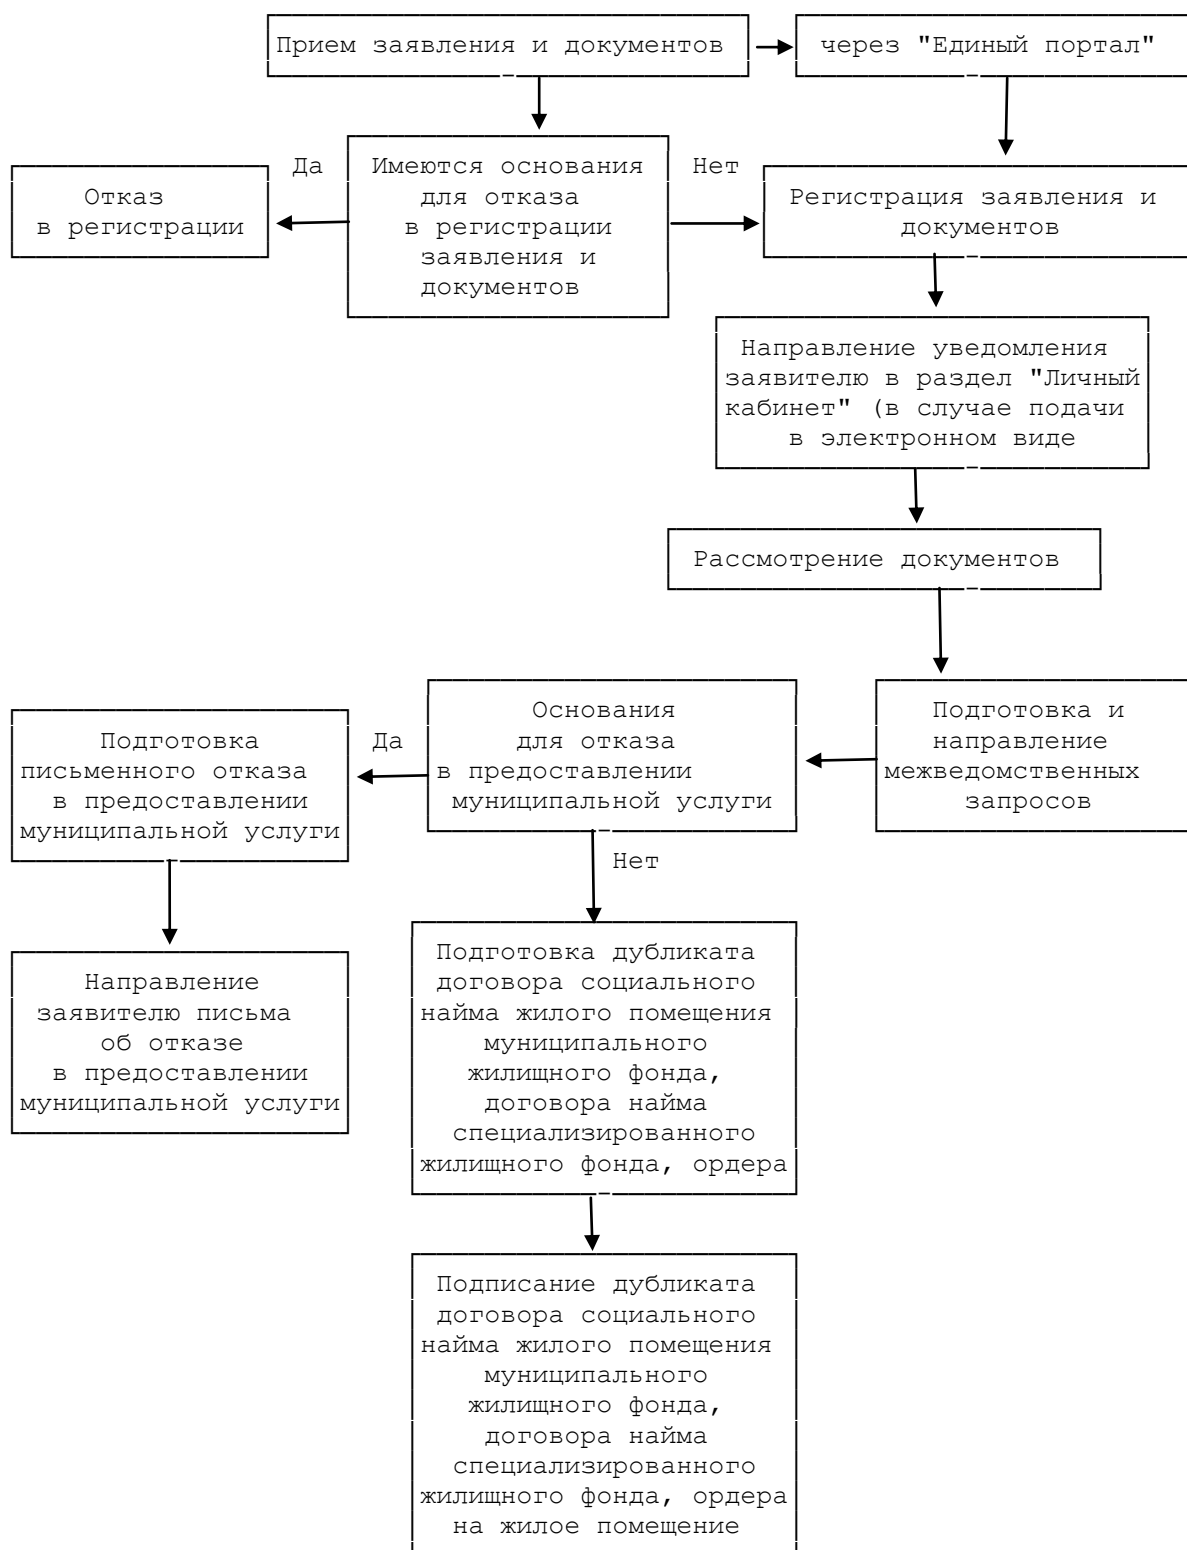 Прием заявления и документов
через "Единый портал"
Да
Имеются основания
для отказа
в регистрации
заявления и
документов
Нет
Отказ
в регистрации
Регистрация заявления и
документов
Направление уведомления
заявителю в раздел "Личный
кабинет" (в случае подачи
в электронном виде
Рассмотрение документов
Подготовка и
направление
межведомственных
запросов
Основания
для отказа
в предоставлении
муниципальной услуги
Да
Подготовка
письменного отказа
в предоставлении
муниципальной услуги
Нет
Направление
заявителю письма
об отказе
в предоставлении
муниципальной услуги
Подготовка дубликата
договора социального
найма жилого помещения
муниципального
жилищного фонда,
договора найма
специализированного
жилищного фонда, ордера
Подписание дубликата
договора социального
найма жилого помещения
муниципального
жилищного фонда,
договора найма
специализированного
жилищного фонда, ордера
на жилое помещение